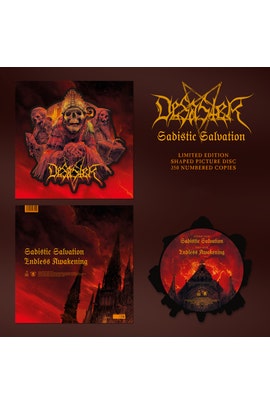 Desaster
Desaster
Sadistic Salvation
LIMITED EDITION
SHAPED PICTURE DISC
350 NUMBERED COPIES
Sadistic Salvation
Endless Awakening
Sadistic Salvation
Endless Awakening